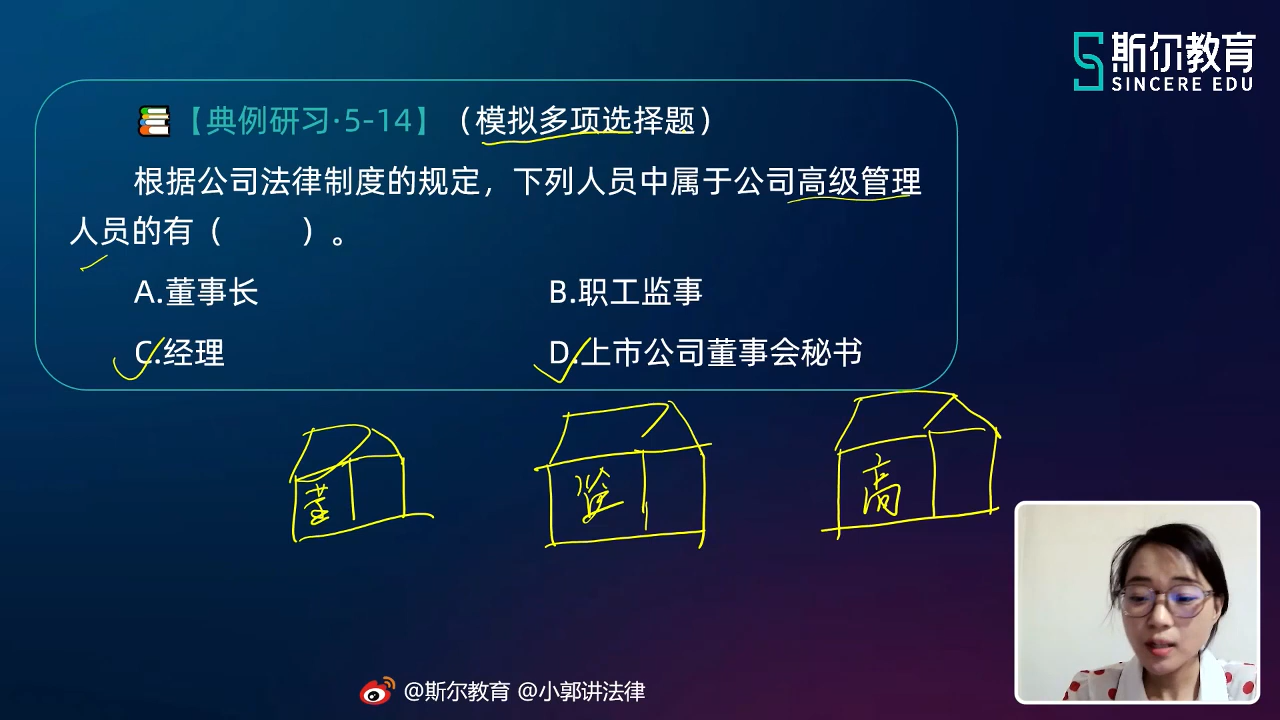 斯尔教育
SINCERE EDU
【典例研习·5-14】（模拟多项选择题）
根据公司法律制度的规定，下列人员中属于公司高级管理
人员的有（　　）。
A.董事长
B.职工监事
C.经理
D.上市公司董事会秘书
董
监
高
@斯尔教育 @小郭讲法律